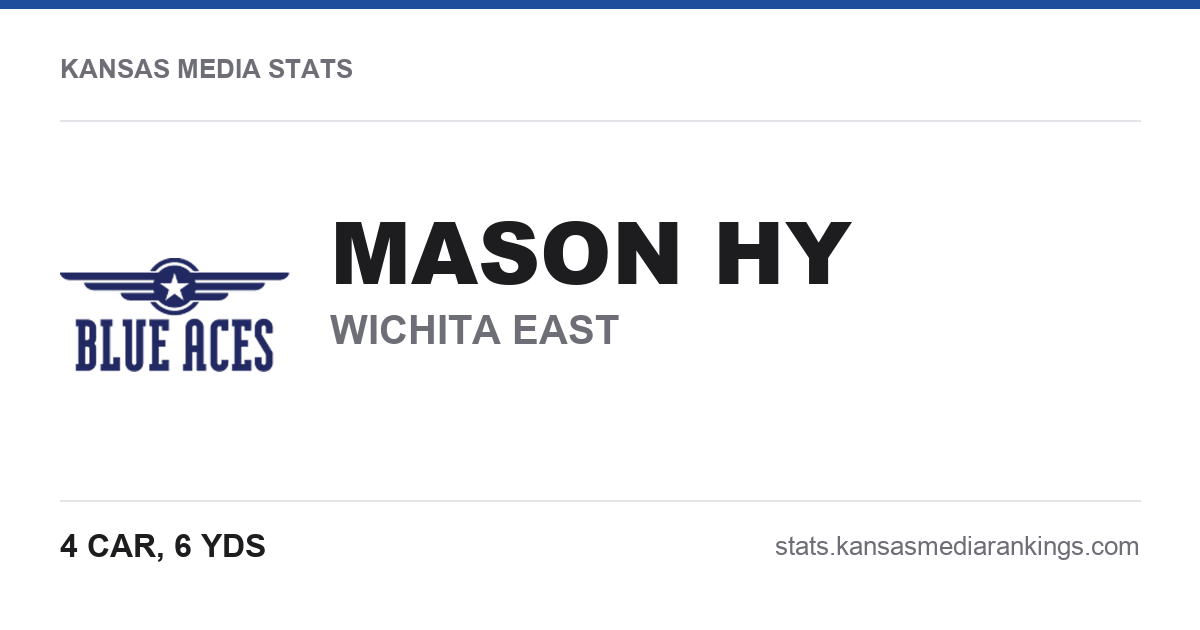 KANSAS MEDIA STATS
MASON HY
WICHITA EAST
BLUE ACES
4 CAR, 6 YDS
stats.kansasmediarankings.com